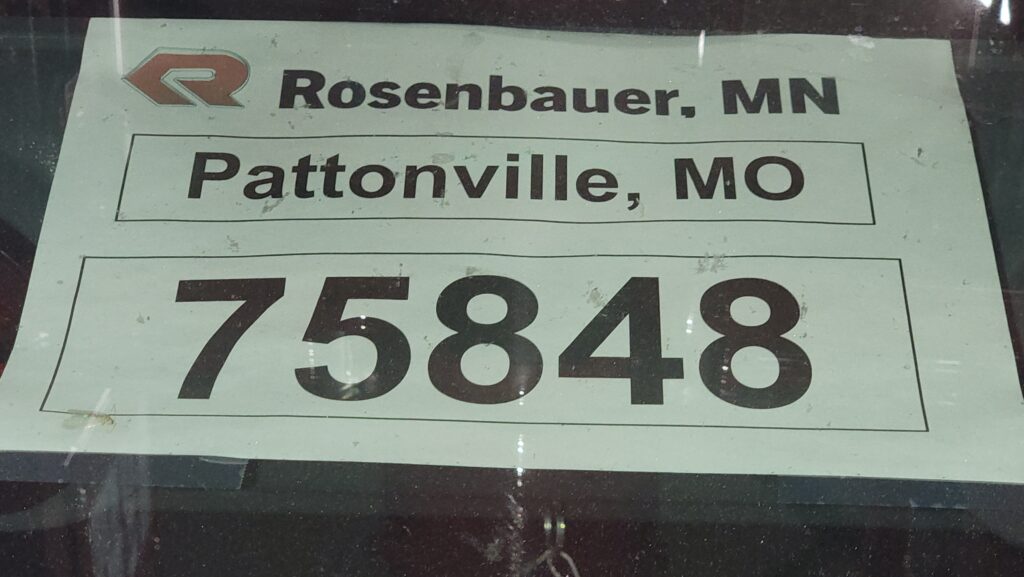 Rosenbauer, MN
Pattonville, MO
75848